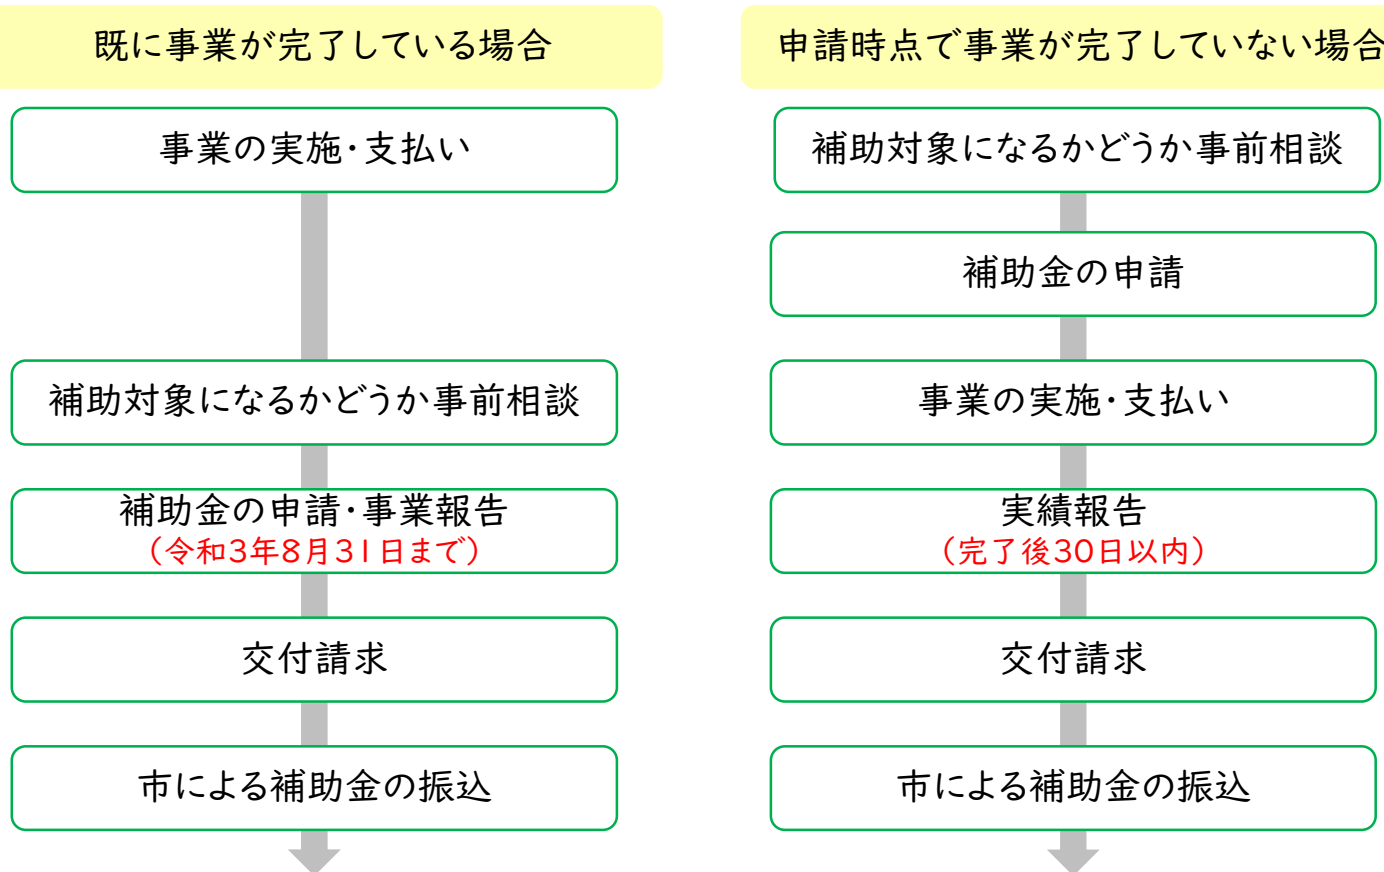 既に事業が完了している場合
事業の実施・支払い
補助対象になるかどうか事前相談
補助金の申請・事業報告
（令和3年8月31日まで）
交付請求
市による補助金の振込
申請時点で事業が完了していない場合
補助対象になるかどうか事前相談
補助金の申請
事業の実施・支払い
実績報告
（完了後30日以内）
交付請求
市による補助金の振込